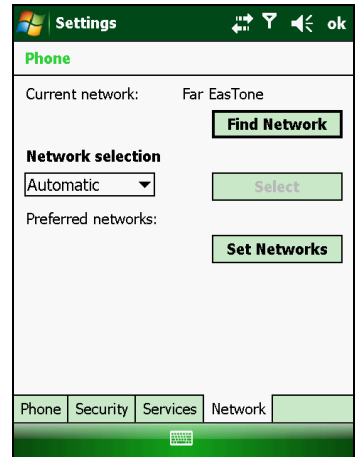 Settings ok
Phone
Current network: Far EasTone
Find Network
Network selection
Automatic Select
Preferred networks:
Set Networks
Phone Security Services Network